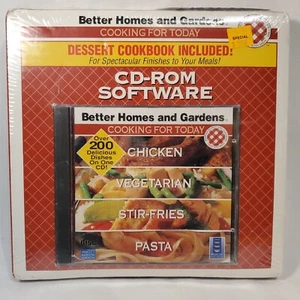 Better Homes and Gardens
COOKING FOR TODAY
SPECIAL
DESSERT COOKBOOK INCLUDED!
For Spectacular Finishes to Your Meals!
CD-ROM
SOFTWARE
Better Homes and Gardens
COOKING FOR TODAY
Over
200
Delicious
Dishes
On One
CD!
CHICKEN
VEGETARIAN
STIR-FRIES
PASTA